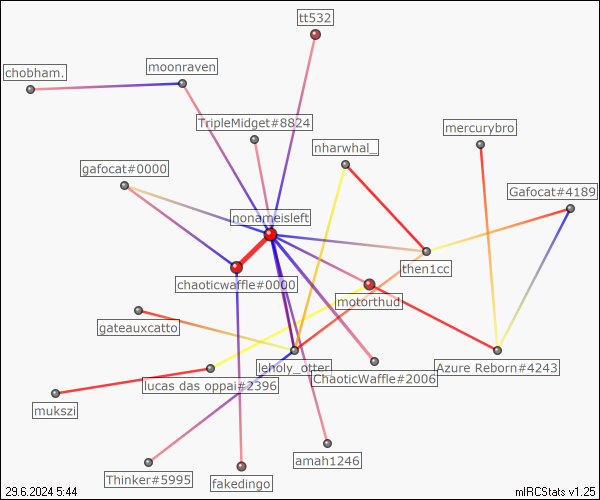 tt532
moonraven
chobham.
TripleMidget#8824
mercurybro
nharwhal_
gafocat#0000
Gafocat#4189
nonameisleft
then1cc
chaoticwaffle#0000
motorthud
gateauxcatto
leholy_otter
Azure Reborn#4243
ChaoticWaffle#2006
lucas das oppai#2396
mukszi
amah1246
Thinker#5995
fakedingo
29.6.2024 5:44
mIRCStats v1.25